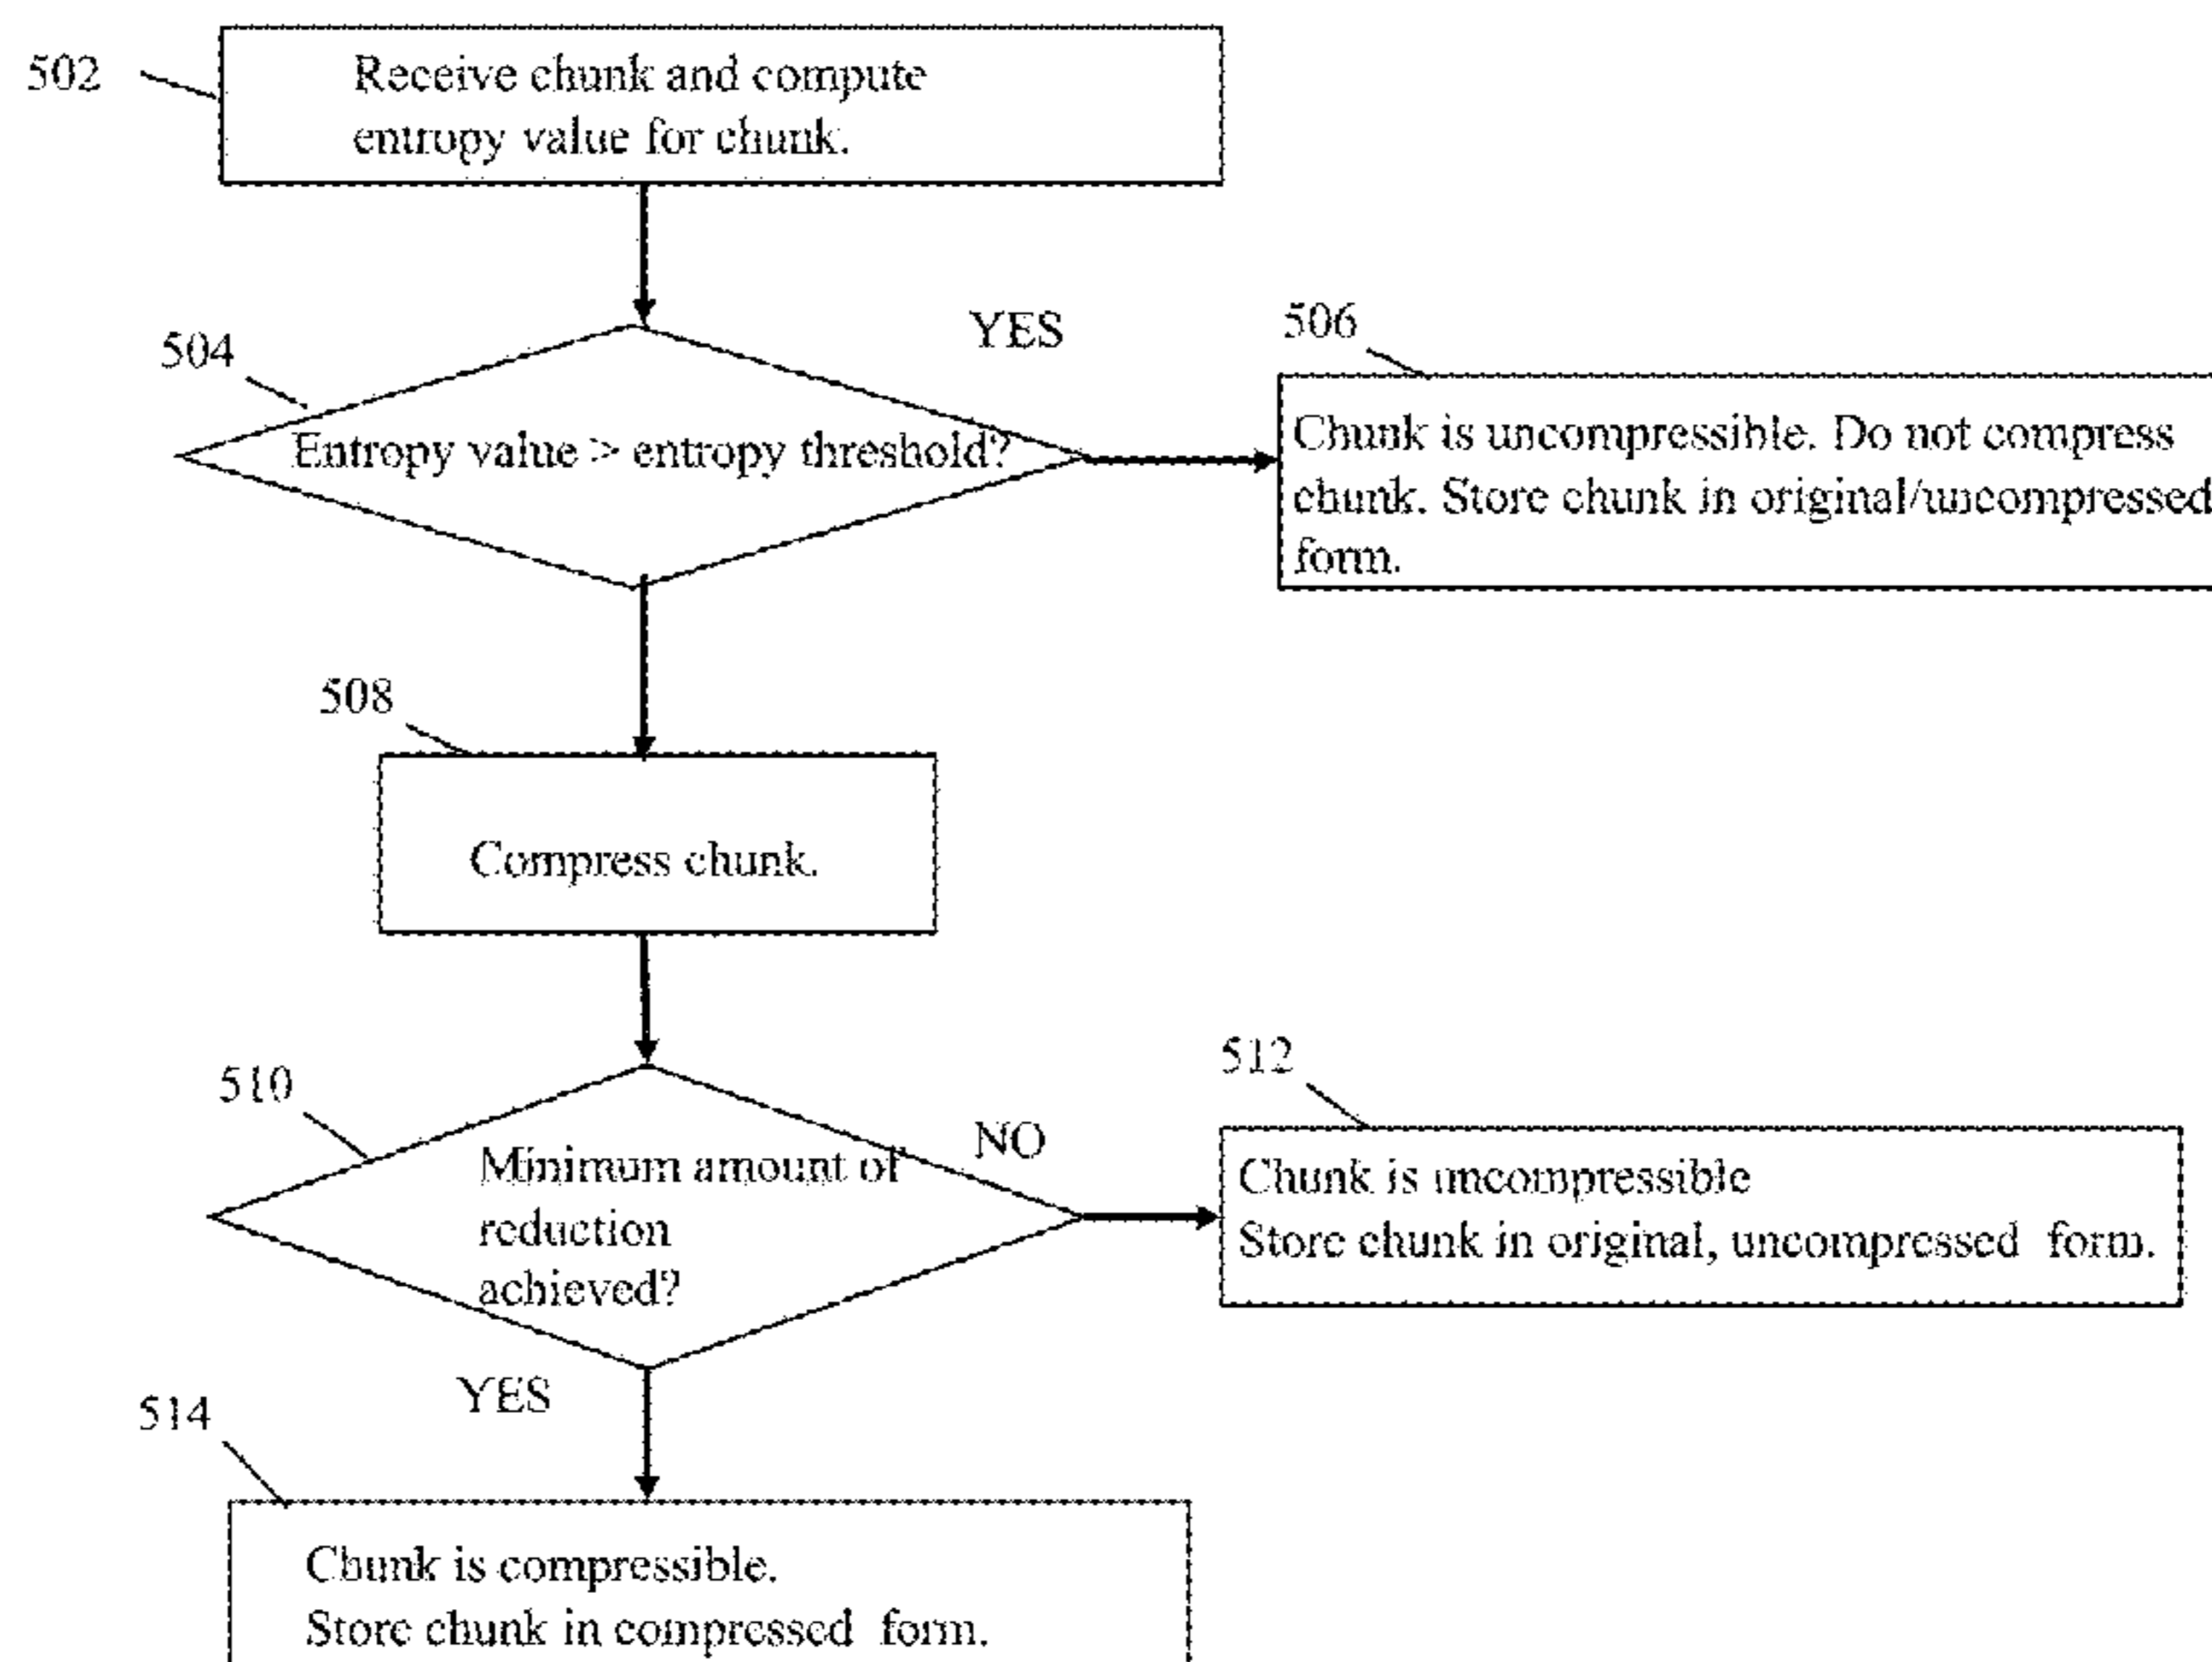 502
Receive chunk and compute
entropy value for chunk.
504
YES
506
Entropy value > entropy threshold?
Chunk is uncompressible. Do not compress
chunk. Store chunk in original/uncompressed
form.
508
Compress chunk.
510
NO
512
Minimum amount of
reduction
achieved?
Chunk is uncompressible
Store chunk in original, uncompressed form.
YES
514
Chunk is compressible.
Store chunk in compressed form.